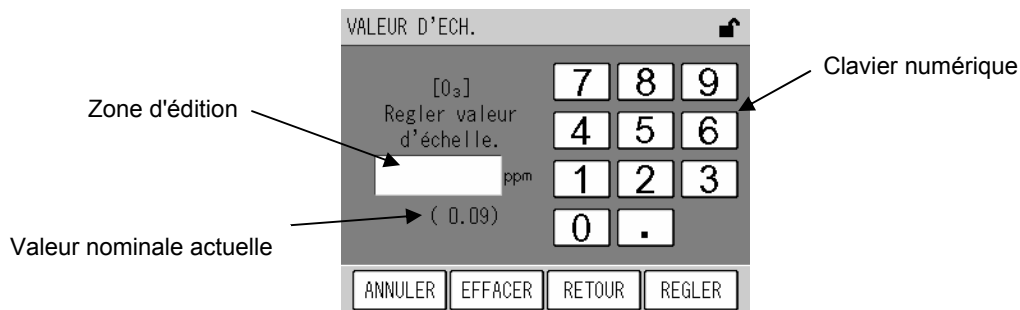 VALEUR D'ECH.
[O₃]
Regler valeur
d'échelle.
ppm
( 0.09)
7 8 9
4 5 6
1 2 3
0 .
ANNULER EFFACER RETOUR REGLER
Zone d'édition
Valeur nominale actuelle
Clavier numérique